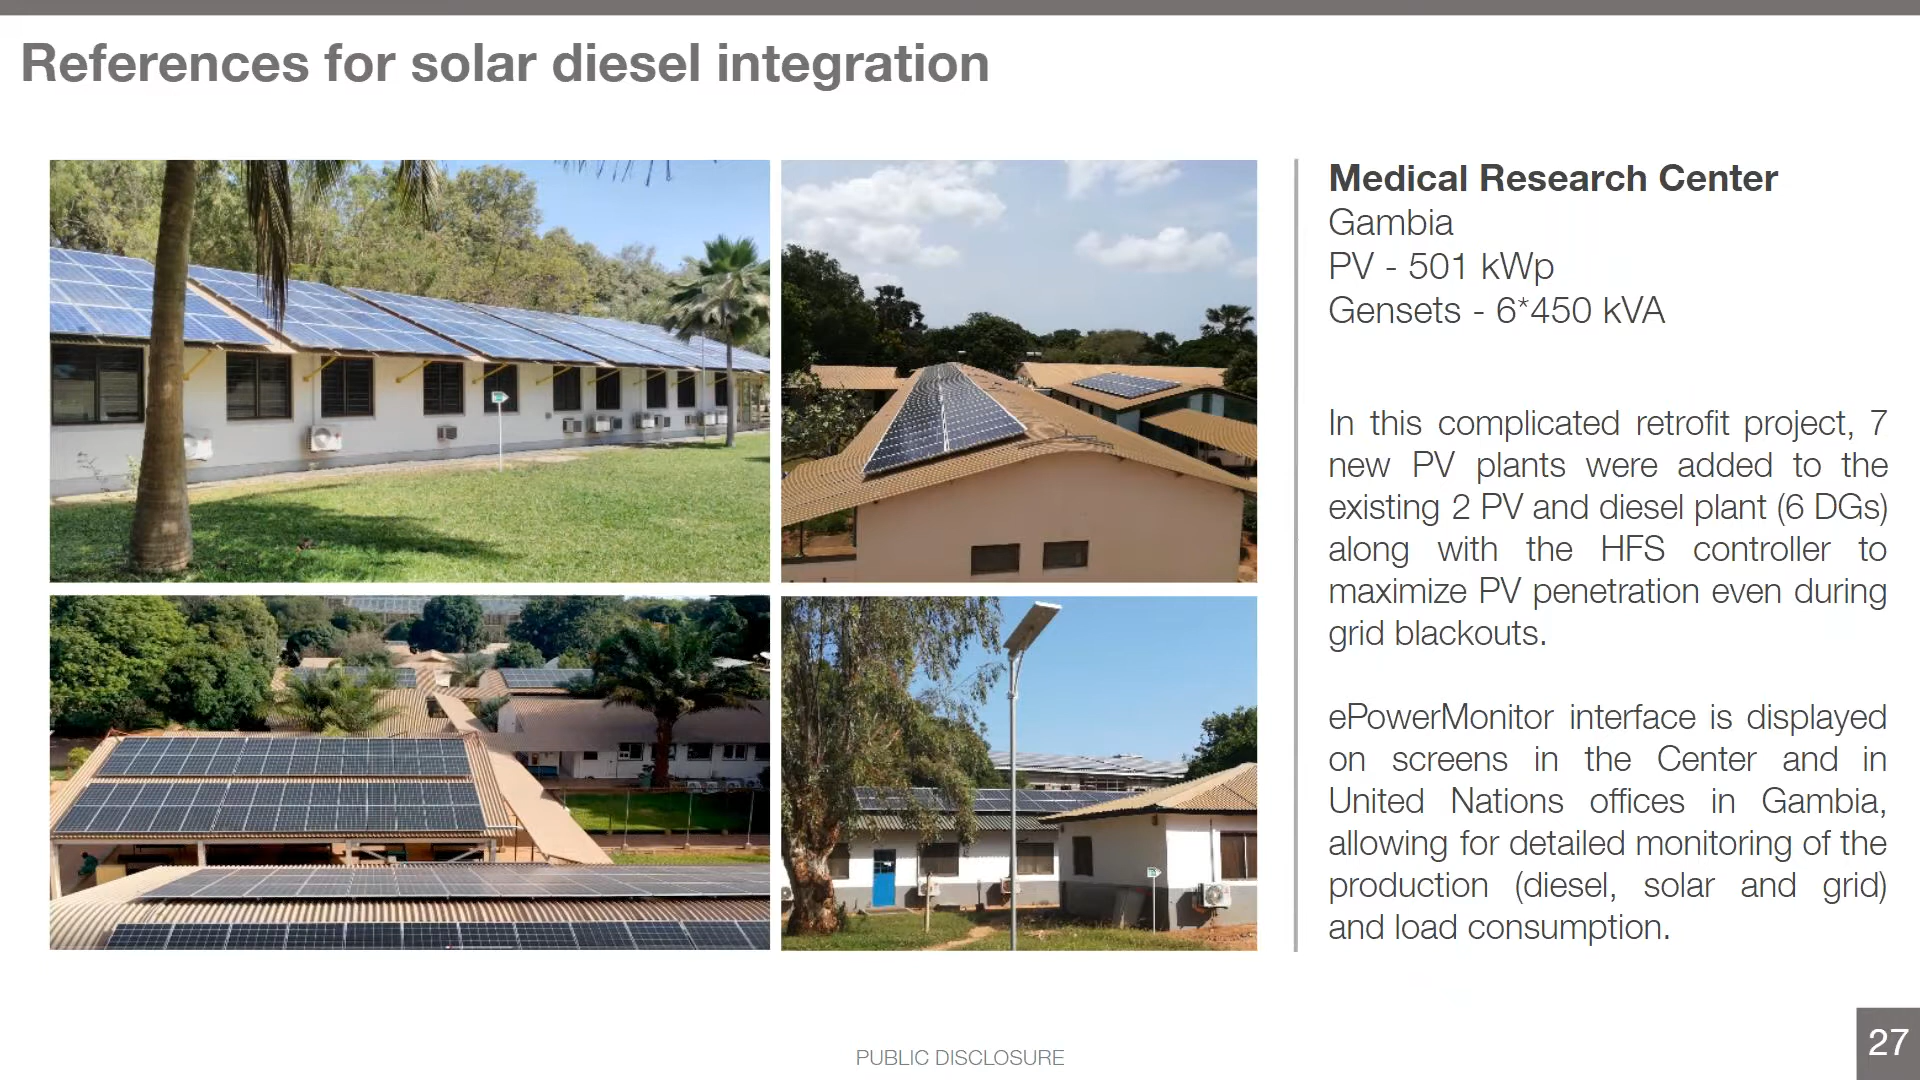 References for solar diesel integration
Medical Research Center
Gambia
PV - 501 kWp
Gensets - 6*450 kVA
In this complicated retrofit project, 7
new PV plants were added to the
existing 2 PV and diesel plant (6 DGs)
along with the HFS controller to
maximize PV penetration even during
grid blackouts.
ePowerMonitor interface is displayed
on screens in the Center and in
United Nations offices in Gambia,
allowing for detailed monitoring of the
production (diesel, solar and grid)
and load consumption.
PUBLIC DISCLOSURE
27